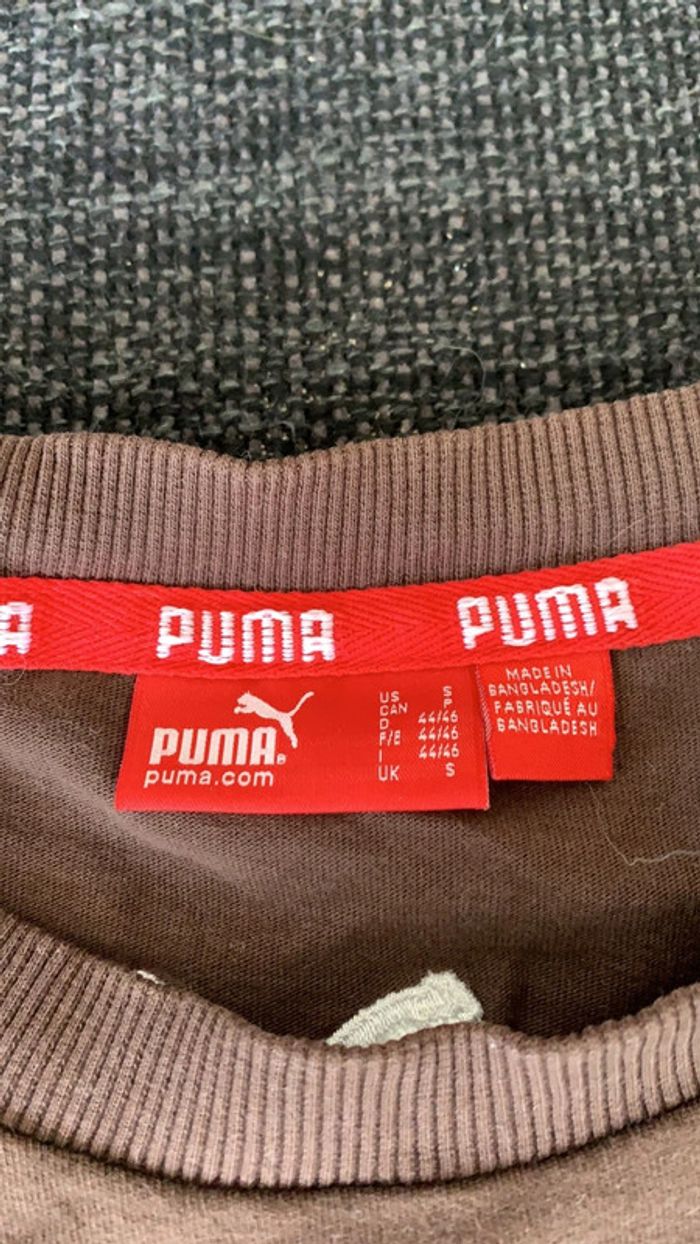 PUMA PUMA
PUMA®
puma.com
US S
CAN P
D 44/46
F/E 44/46
I 44/46
UK S
MADE IN
BANGLADESH/
FABRIQUÉ AU
BANGLADESH